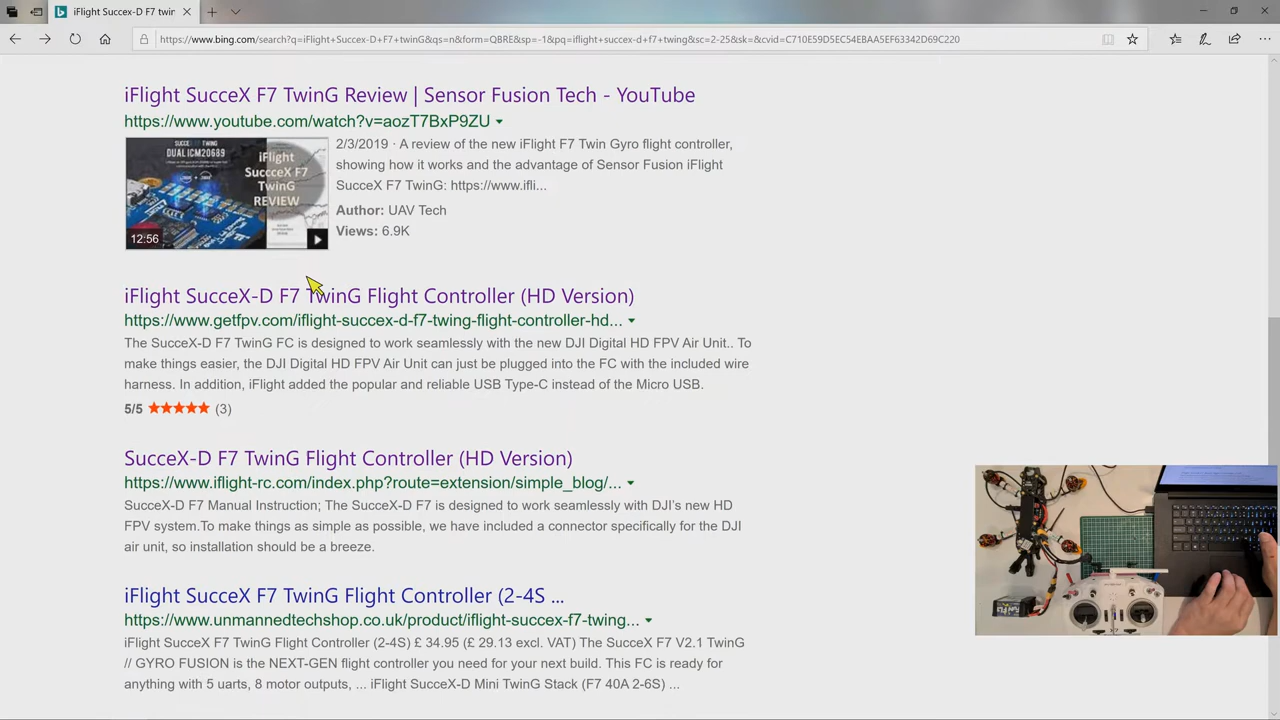 iFlight Succex-D F7 twin
https://www.bing.com/search?q=iFlight+Succex-D+F7+twinG&qs=n&form=QBRE&sp=-1&pq=iflight+succex-d+f7+twing&sc=2-25&sk=&cvid=C710E59D5EC54EBAA5EF63342D69C220
iFlight SucceX F7 TwinG Review | Sensor Fusion Tech - YouTube
https://www.youtube.com/watch?v=aozT7BxP9ZU
SUCCE TWING
DUAL ICM20689
iFlight
SuccceX F7
TwinG
REVIEW
12:56
2/3/2019 · A review of the new iFlight F7 Twin Gyro flight controller,
showing how it works and the advantage of Sensor Fusion iFlight
SucceX F7 TwinG: https://www.ifli...
Author: UAV Tech
Views: 6.9K
iFlight SucceX-D F7 TwinG Flight Controller (HD Version)
https://www.getfpv.com/iflight-succex-d-f7-twing-flight-controller-hd...
The SucceX-D F7 TwinG FC is designed to work seamlessly with the new DJI Digital HD FPV Air Unit.. To
make things easier, the DJI Digital HD FPV Air Unit can just be plugged into the FC with the included wire
harness. In addition, iFlight added the popular and reliable USB Type-C instead of the Micro USB.
5/5 ★★★★★ (3)
SucceX-D F7 TwinG Flight Controller (HD Version)
https://www.iflight-rc.com/index.php?route=extension/simple_blog/...
SucceX-D F7 Manual Instruction; The SucceX-D F7 is designed to work seamlessly with DJI's new HD
FPV system.To make things as simple as possible, we have included a connector specifically for the DJI
air unit, so installation should be a breeze.
iFlight SucceX F7 TwinG Flight Controller (2-4S ...
https://www.unmannedtechshop.co.uk/product/iflight-succex-f7-twing...
iFlight SucceX F7 TwinG Flight Controller (2-4S) £ 34.95 (£ 29.13 excl. VAT) The SucceX F7 V2.1 TwinG
// GYRO FUSION is the NEXT-GEN flight controller you need for your next build. This FC is ready for
anything with 5 uarts, 8 motor outputs, ... iFlight SucceX-D Mini TwinG Stack (F7 40A 2-6S) ...